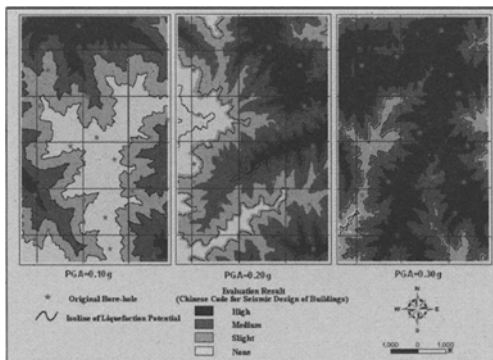 PGA=0.10g
PGA=0.20g
PGA=0.30g
Evaluation Result
(Chinese Code for Seismic Design of Buildings)
Original Bore-hole
Isoline of Liquefaction Potential
High
Medium
Slight
None
N
W
E
S
1,000
0
1,000